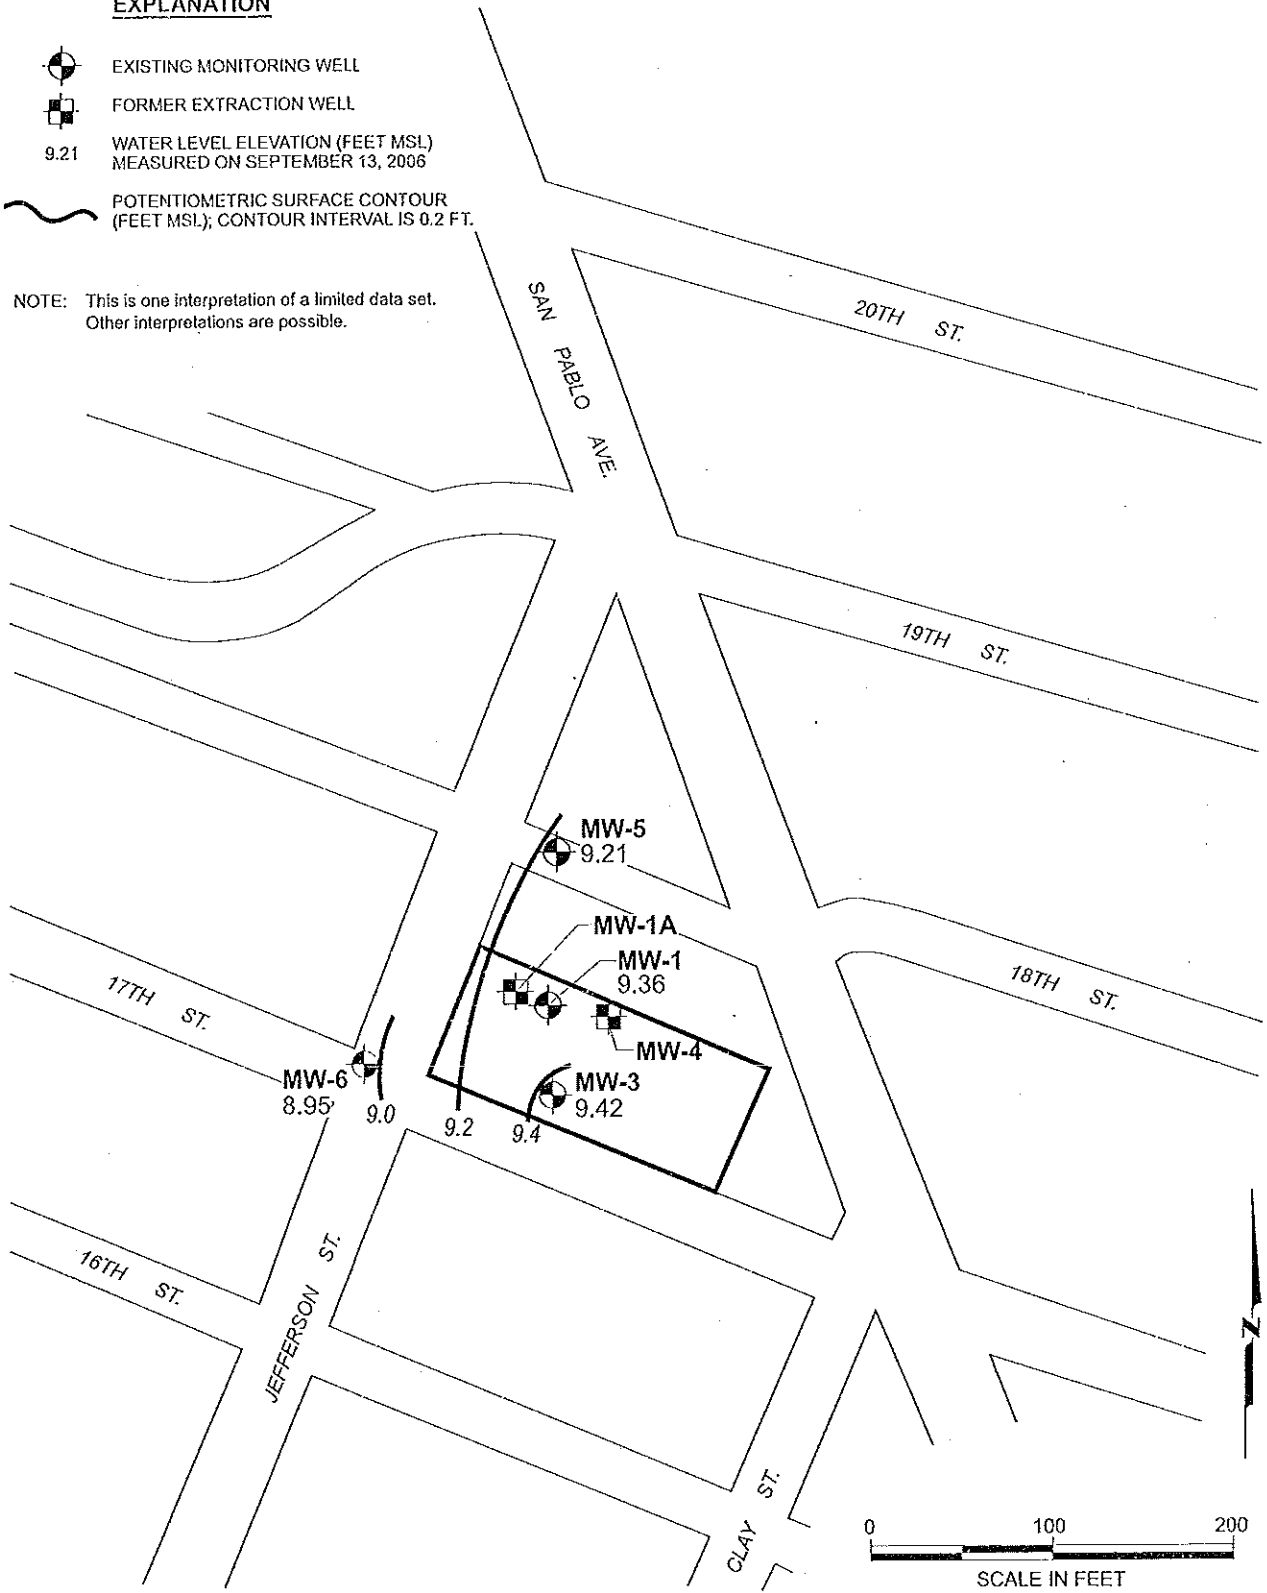 EXPLANATION
EXISTING MONITORING WELL
FORMER EXTRACTION WELL
9.21
WATER LEVEL ELEVATION (FEET MSL)
MEASURED ON SEPTEMBER 13, 2006
POTENTIOMETRIC SURFACE CONTOUR
(FEET MSL); CONTOUR INTERVAL IS 0.2 FT.
NOTE: This is one interpretation of a limited data set.
Other interpretations are possible.
SAN PABLO AVE.
20TH ST.
19TH ST.
MW-5
9.21
MW-1A
MW-1
9.36
17TH ST.
18TH ST.
MW-4
MW-6
8.95
MW-3
9.42
9.0
9.2
9.4
16TH ST.
JEFFERSON ST.
N
CLAY ST.
0 100 200
SCALE IN FEET